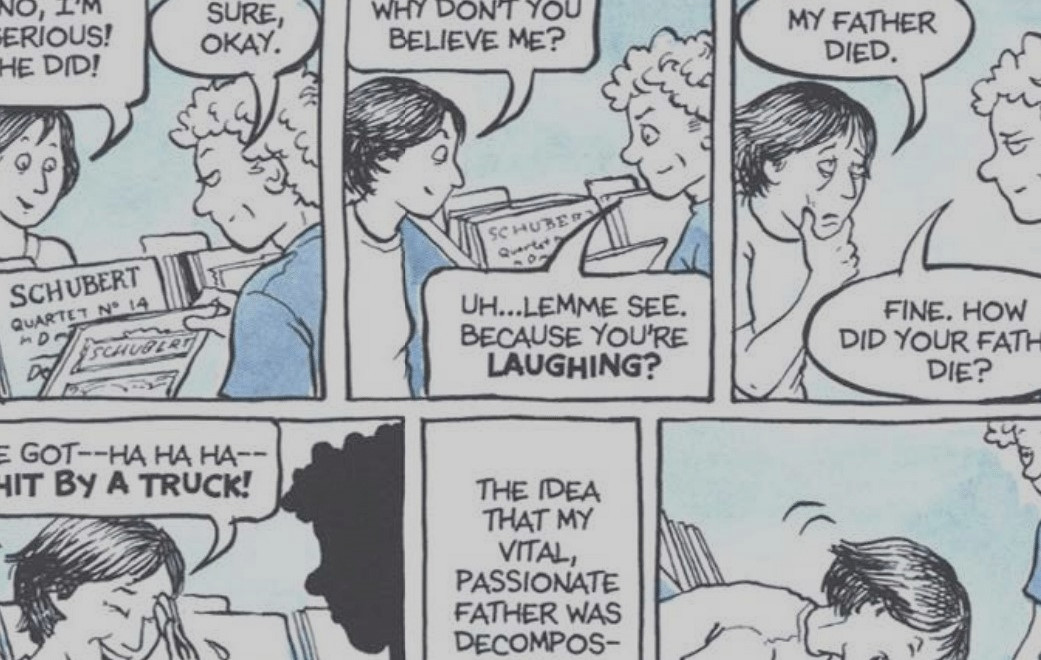 NO, I'M
SERIOUS!
HE DID!
SURE,
OKAY.
SCHUBERT
QUARTET Nº 14
SCHUBERT
WHY DON'T YOU
BELIEVE ME?
SCHUBERT
UH...LEMME SEE.
BECAUSE YOU'RE
LAUGHING?
MY FATHER
DIED.
FINE. HOW
DID YOUR FATH
DIE?
E GOT--HA HA HA--
HIT BY A TRUCK!
THE IDEA
THAT MY
VITAL,
PASSIONATE
FATHER WAS
DECOMPOS-